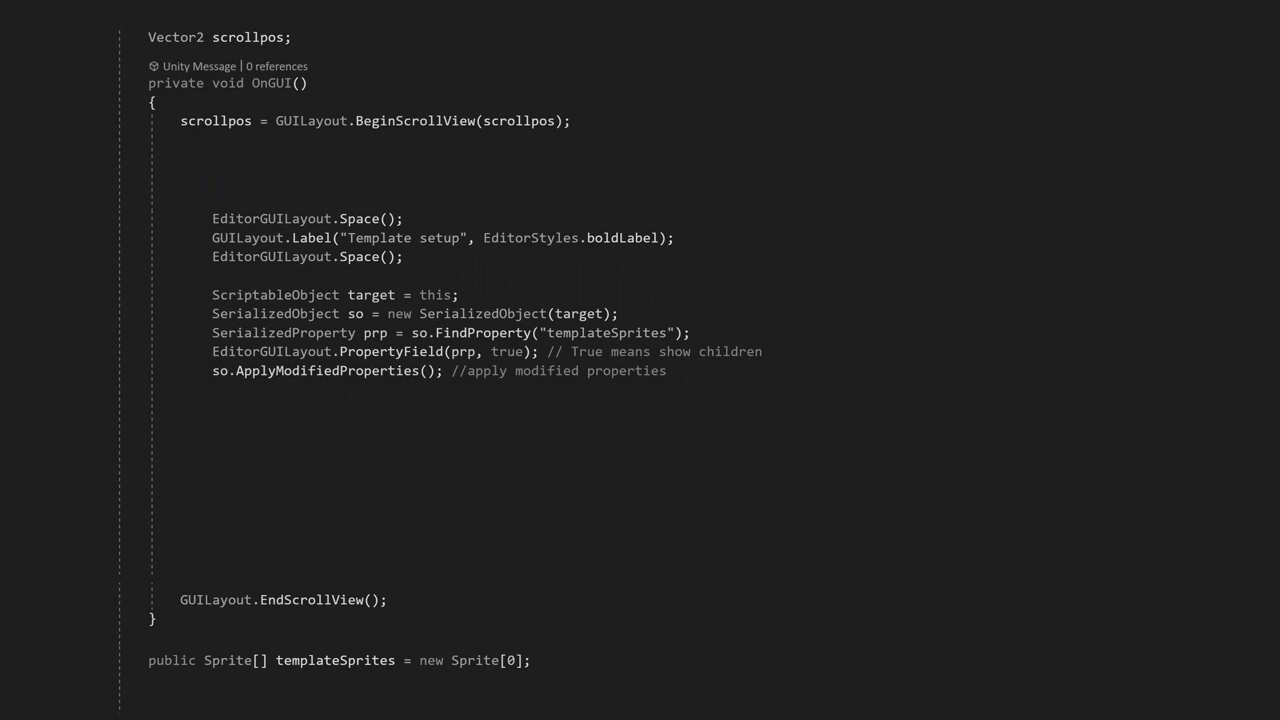 Vector2 scrollpos;
Unity Message | 0 references
private void OnGUI()
{
scrollpos = GUILayout.BeginScrollView(scrollpos);
EditorGUILayout.Space();
GUILayout.Label("Template setup", EditorStyles.boldLabel);
EditorGUILayout.Space();
ScriptableObject target = this;
SerializedObject so = new SerializedObject(target);
SerializedProperty prp = so.FindProperty("templateSprites");
EditorGUILayout.PropertyField(prp, true); // True means show children
so.ApplyModifiedProperties(); //apply modified properties
GUILayout.EndScrollView();
}
public Sprite[] templateSprites = new Sprite[0];